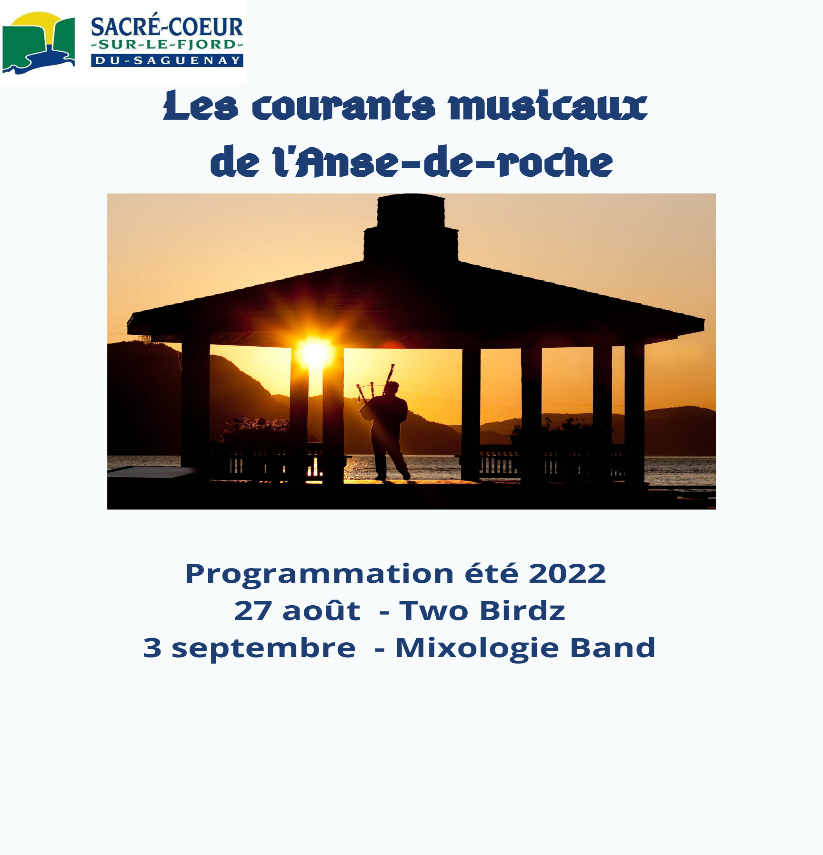 SACRÉ-COEUR
-SUR-LE-FJORD-
DU-SAGUENAY
Les courants musicaux
de l'Anse-de-roche
Programmation été 2022
27 août - Two Birdz
3 septembre - Mixologie Band